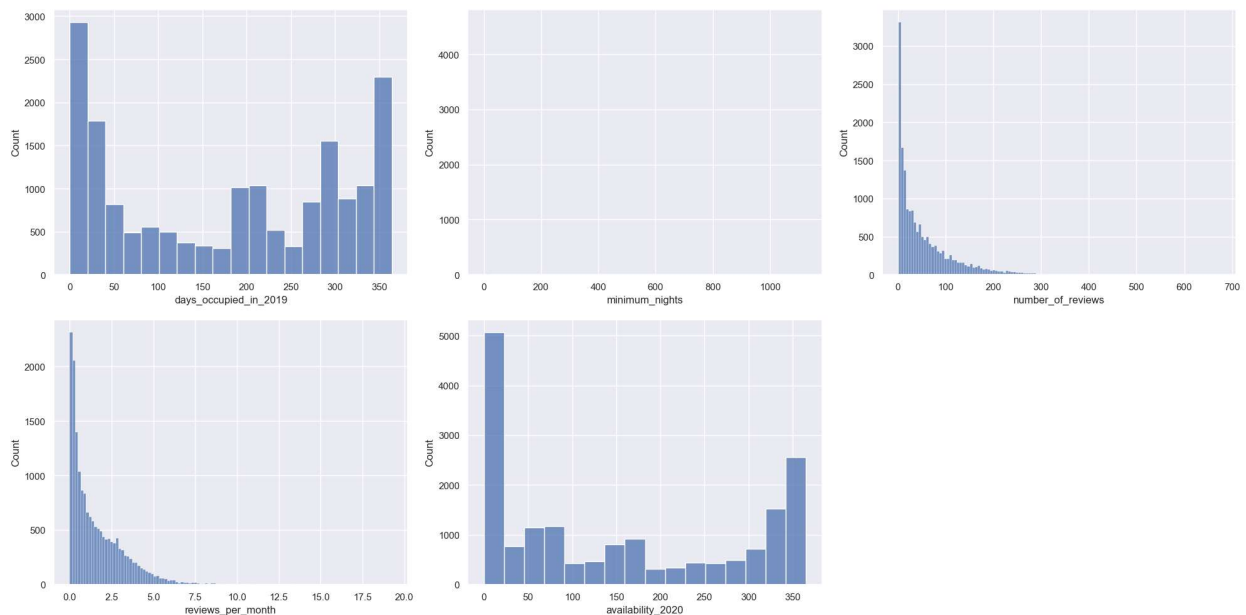 3000
2500
2000
1500
1000
500
0
Count
0 50 100 150 200 250 300 350
days_occupied_in_2019
4000
3000
2000
1000
0
Count
200 400 600 800 1000
minimum_nights
3000
2500
2000
1500
1000
500
0
Count
0 100 200 300 400 500 600 700
number_of_reviews
2000
1500
1000
500
0
Count
0.0 2.5 5.0 7.5 10.0 12.5 15.0 17.5 20.0
reviews_per_month
5000
4000
3000
2000
1000
0
Count
0 50 100 150 200 250 300 350
availability_2020